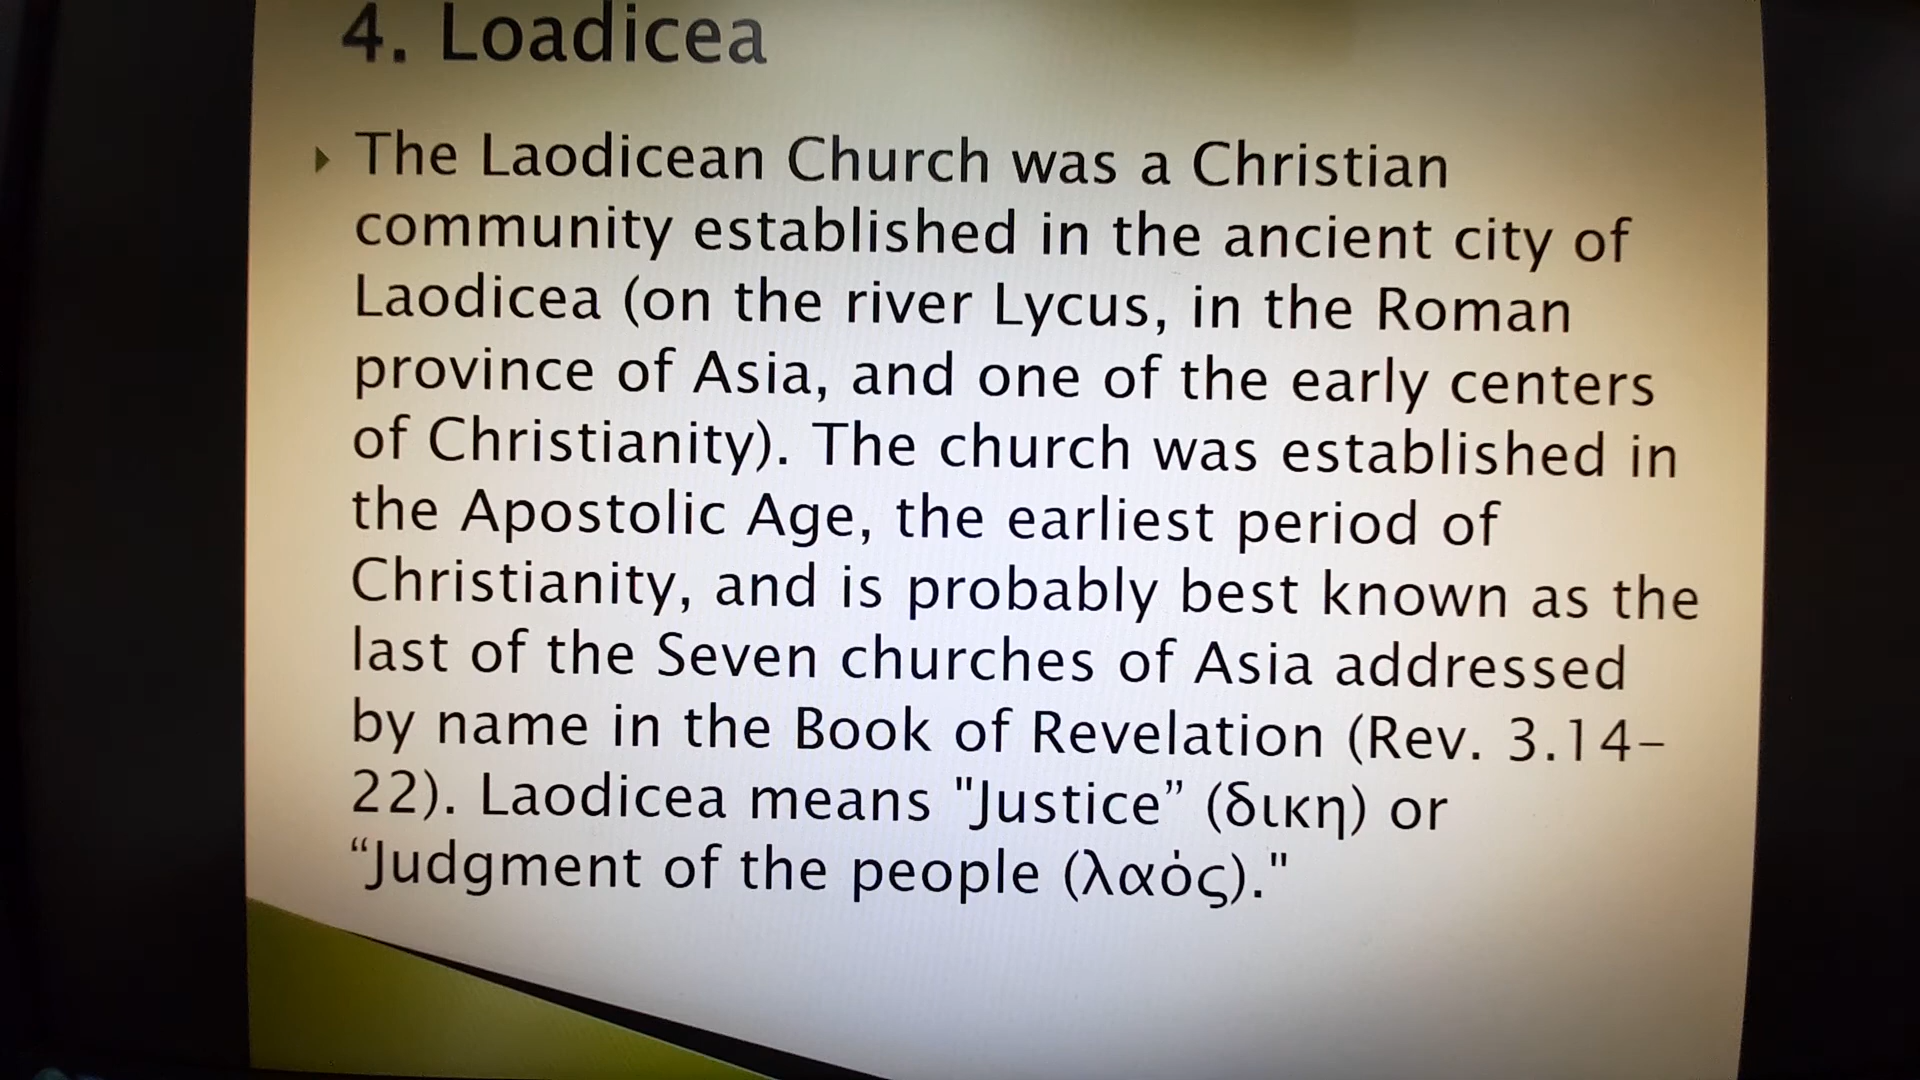 4. Loadicea
The Laodicean Church was a Christian
community established in the ancient city of
Laodicea (on the river Lycus, in the Roman
province of Asia, and one of the early centers
of Christianity). The church was established in
the Apostolic Age, the earliest period of
Christianity, and is probably best known as the
last of the Seven churches of Asia addressed
by name in the Book of Revelation (Rev. 3.14–
22). Laodicea means "Justice” (δικη) or
“Judgment of the people (λαȯς)."